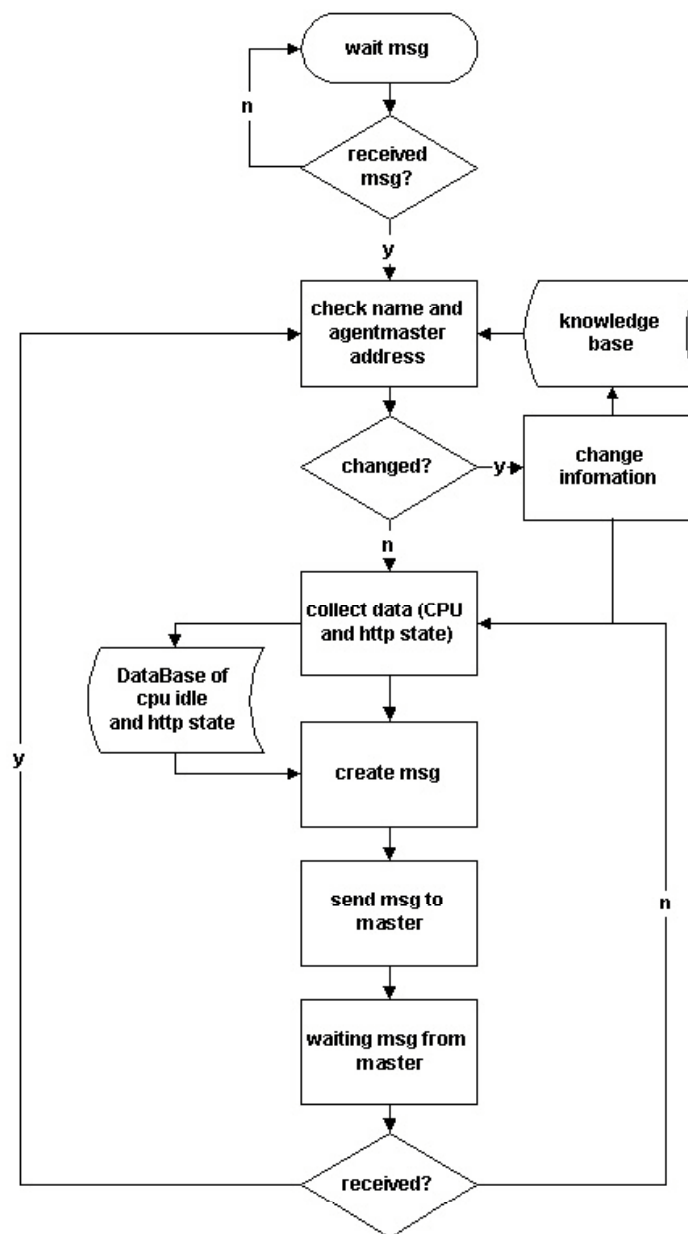 wait msg
n
received
msg?
y
check name and
agentmaster
address
knowledge
base
changed?
y
change
infomation
n
collect data (CPU
and http state)
DataBase of
cpu idle
and http state
y
create msg
send msg to
master
n
waiting msg from
master
received?